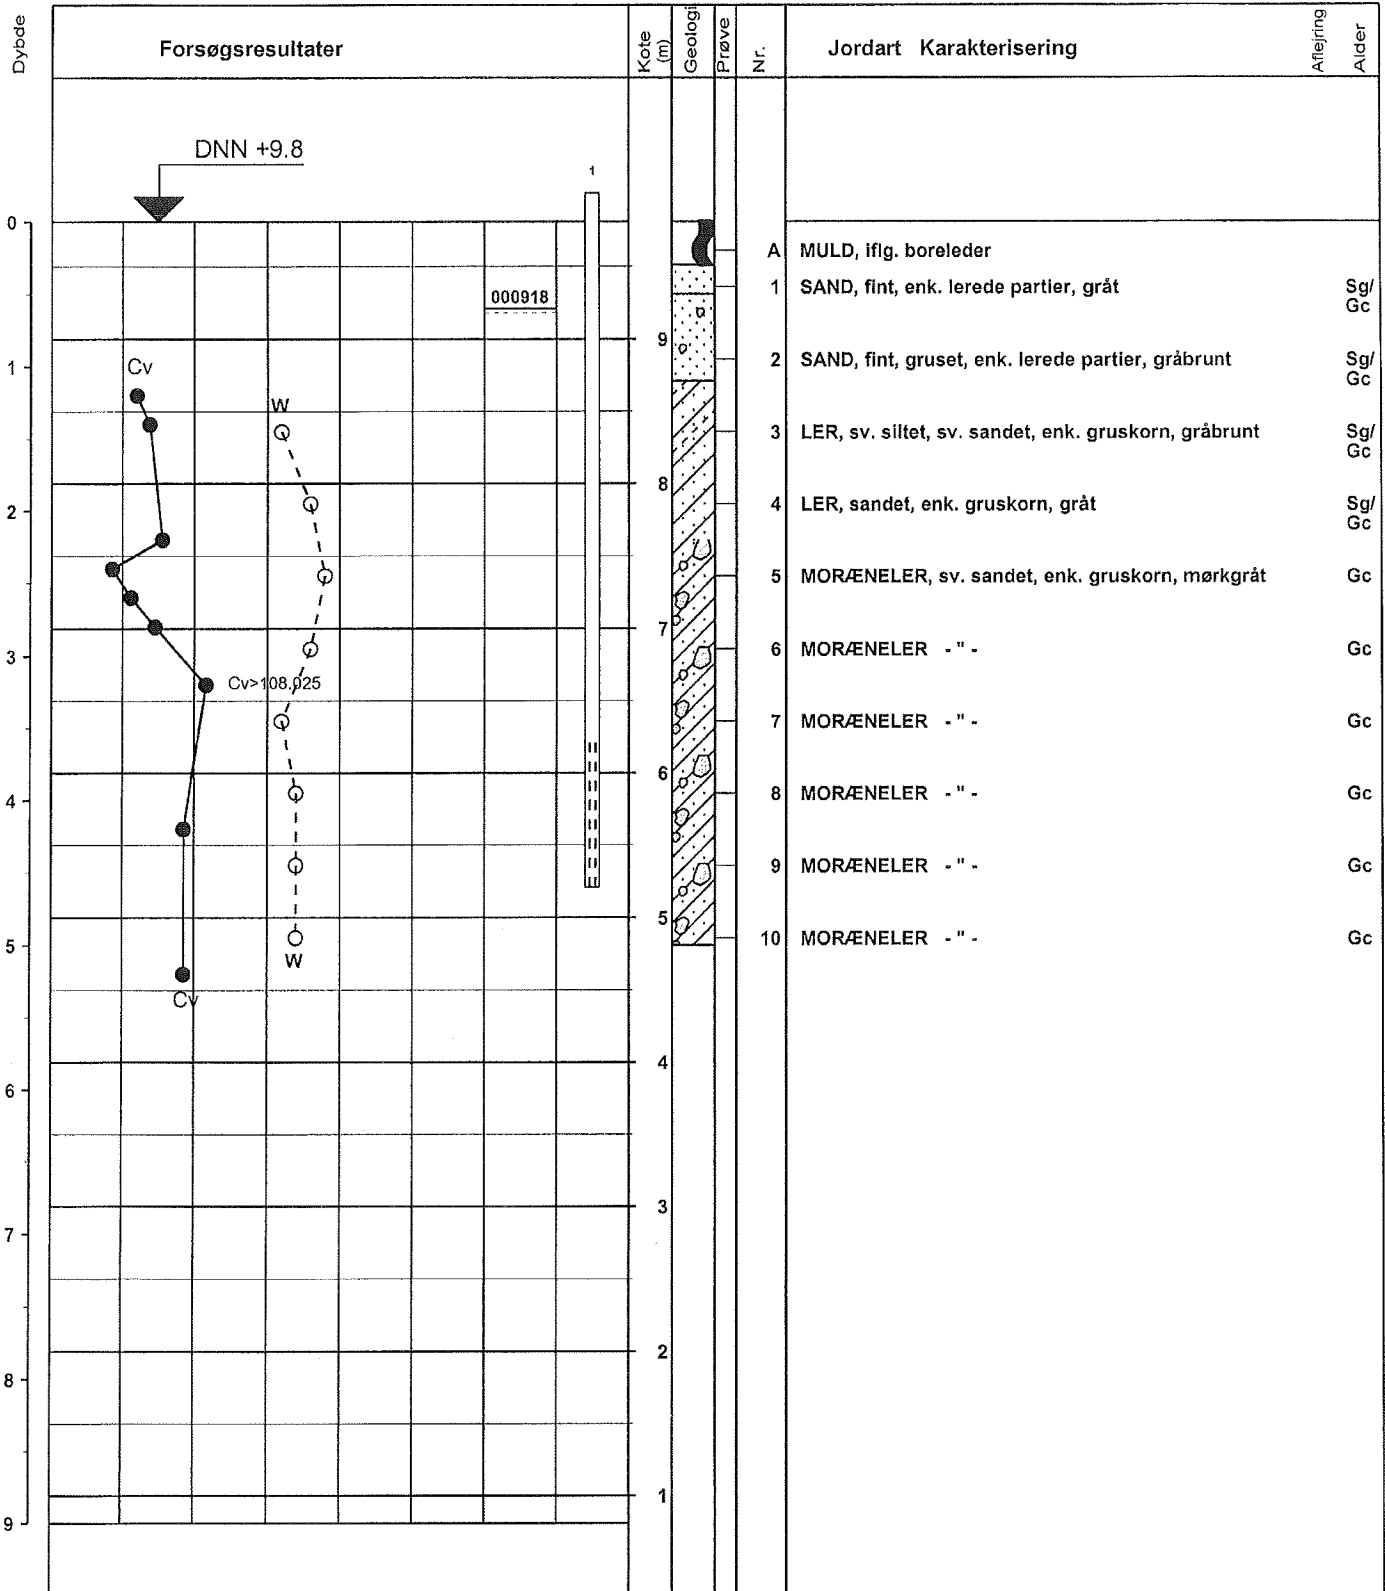 Dybde
Forsøgsresultater
Kote (m)
Geologi
Prøve
Nr.
Jordart Karakterisering
Aflejring
Alder
DNN +9.8
1
0
A MULD, iflg. boreleder
1 SAND, fint, enk. lerede partier, gråt Sg/
Gc
000918
9
1
Cv
2 SAND, fint, gruset, enk. lerede partier, gråbrunt Sg/
Gc
W
3 LER, sv. siltet, sv. sandet, enk. gruskorn, gråbrunt Sg/
Gc
8
2
4 LER, sandet, enk. gruskorn, gråt Sg/
Gc
5 MORÆNELER, sv. sandet, enk. gruskorn, mørkgråt Gc
7
3
6 MORÆNELER - " - Gc
Cv>108.025
7 MORÆNELER - " - Gc
6
4
8 MORÆNELER - " - Gc
9 MORÆNELER - " - Gc
5
5
10 MORÆNELER - " - Gc
W
Cv
4
6
3
7
2
8
1
9